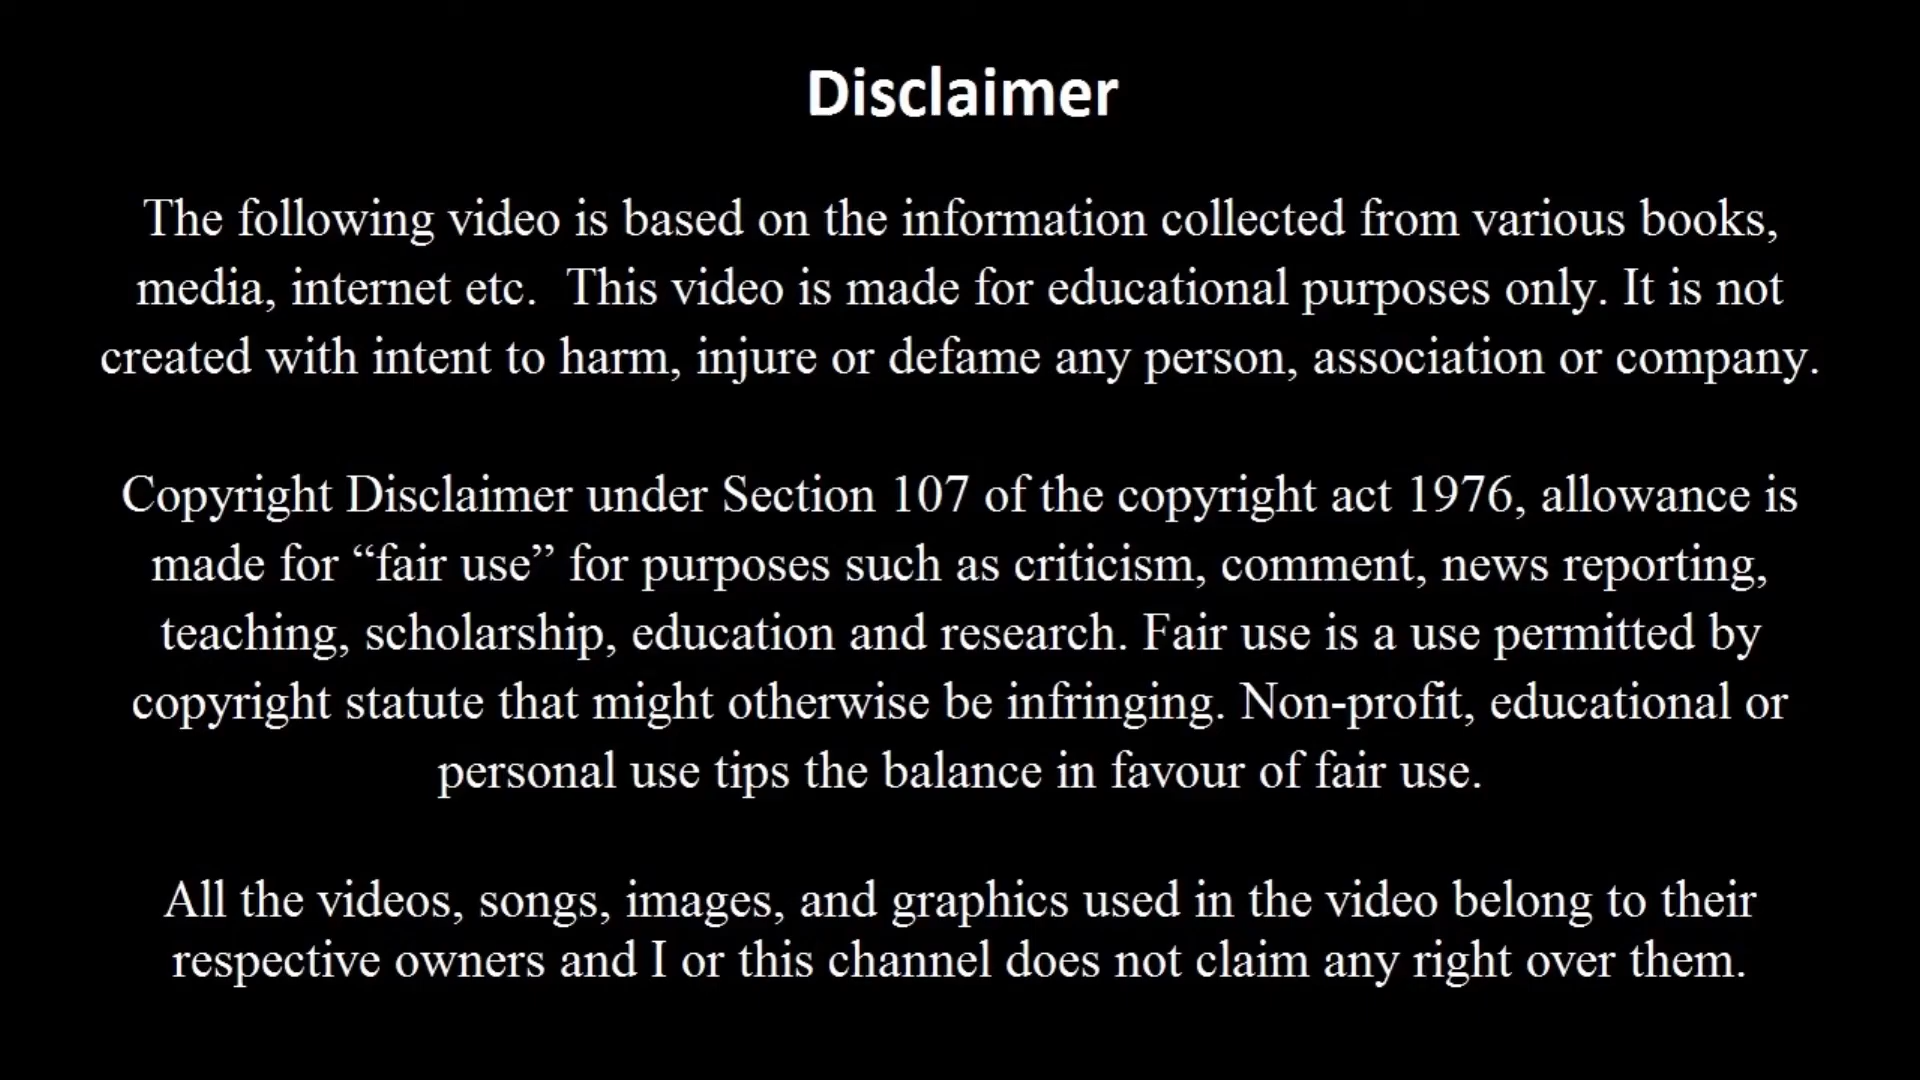 Disclaimer
The following video is based on the information collected from various books,
media, internet etc.  This video is made for educational purposes only. It is not
created with intent to harm, injure or defame any person, association or company.
Copyright Disclaimer under Section 107 of the copyright act 1976, allowance is
made for “fair use” for purposes such as criticism, comment, news reporting,
teaching, scholarship, education and research. Fair use is a use permitted by
copyright statute that might otherwise be infringing. Non-profit, educational or
personal use tips the balance in favour of fair use.
All the videos, songs, images, and graphics used in the video belong to their
respective owners and I or this channel does not claim any right over them.